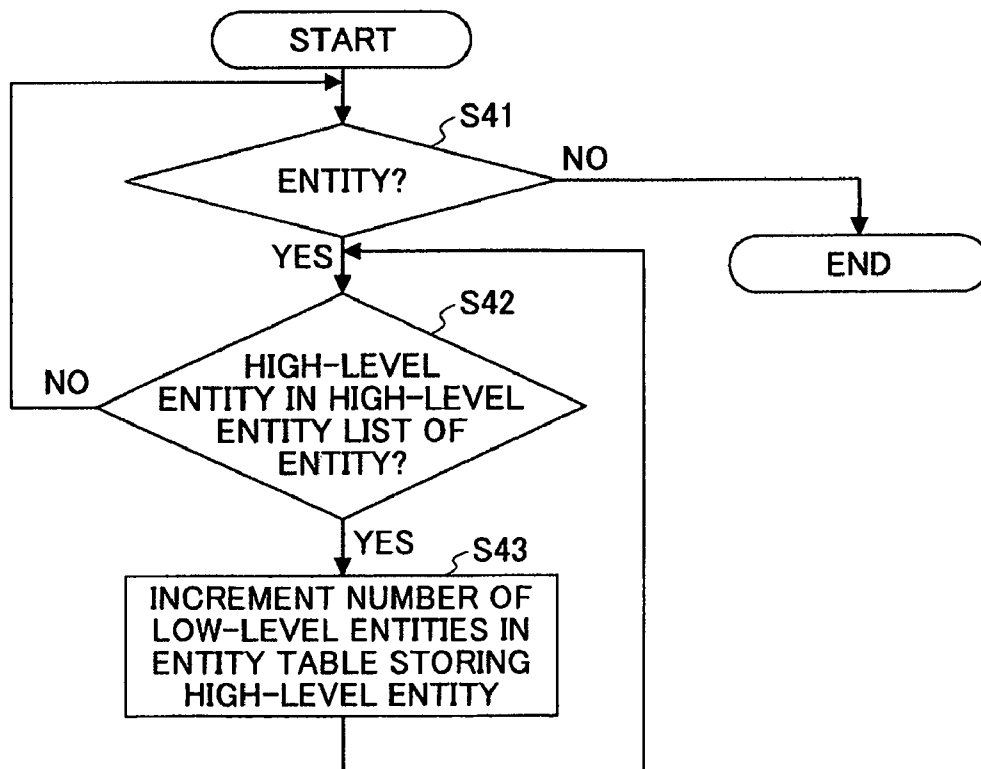 START
S41
ENTITY?
NO
YES
END
S42
HIGH-LEVEL
ENTITY IN HIGH-LEVEL
ENTITY LIST OF
ENTITY?
NO
YES
S43
INCREMENT NUMBER OF
LOW-LEVEL ENTITIES IN
ENTITY TABLE STORING
HIGH-LEVEL ENTITY